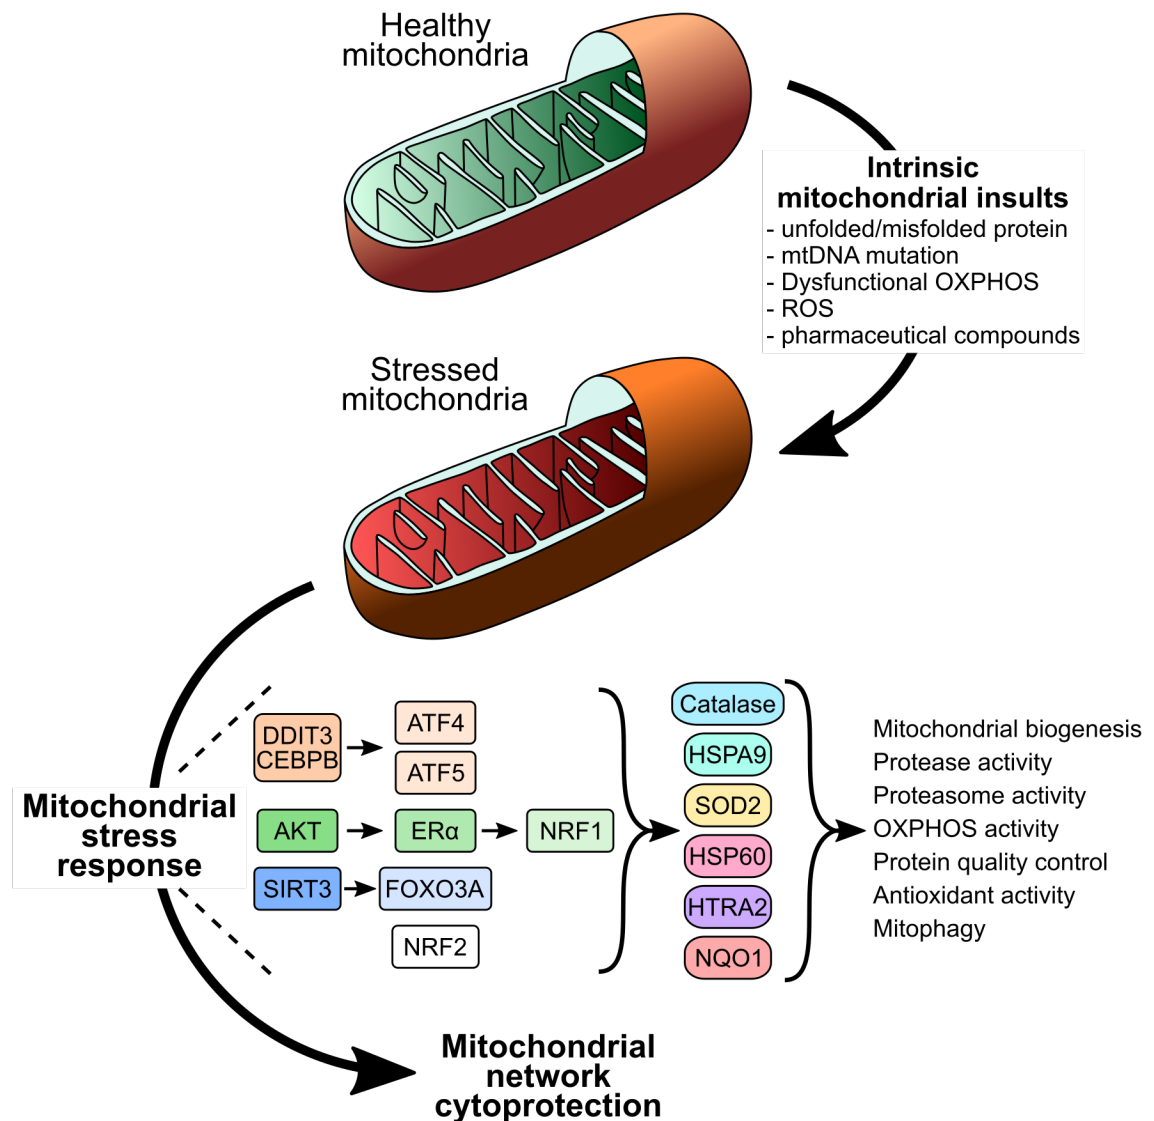 Healthy
mitochondria
Intrinsic
mitochondrial insults
- unfolded/misfolded protein
- mtDNA mutation
- Dysfunctional OXPHOS
- ROS
- pharmaceutical compounds
Stressed
mitochondria
Mitochondrial
stress
response
DDIT3
CEBPB
ATF4
ATF5
AKT
ERα
NRF1
SIRT3
FOXO3A
NRF2
Catalase
HSPA9
SOD2
HSP60
HTRA2
NQO1
Mitochondrial biogenesis
Protease activity
Proteasome activity
OXPHOS activity
Protein quality control
Antioxidant activity
Mitophagy
Mitochondrial
network
cytoprotection